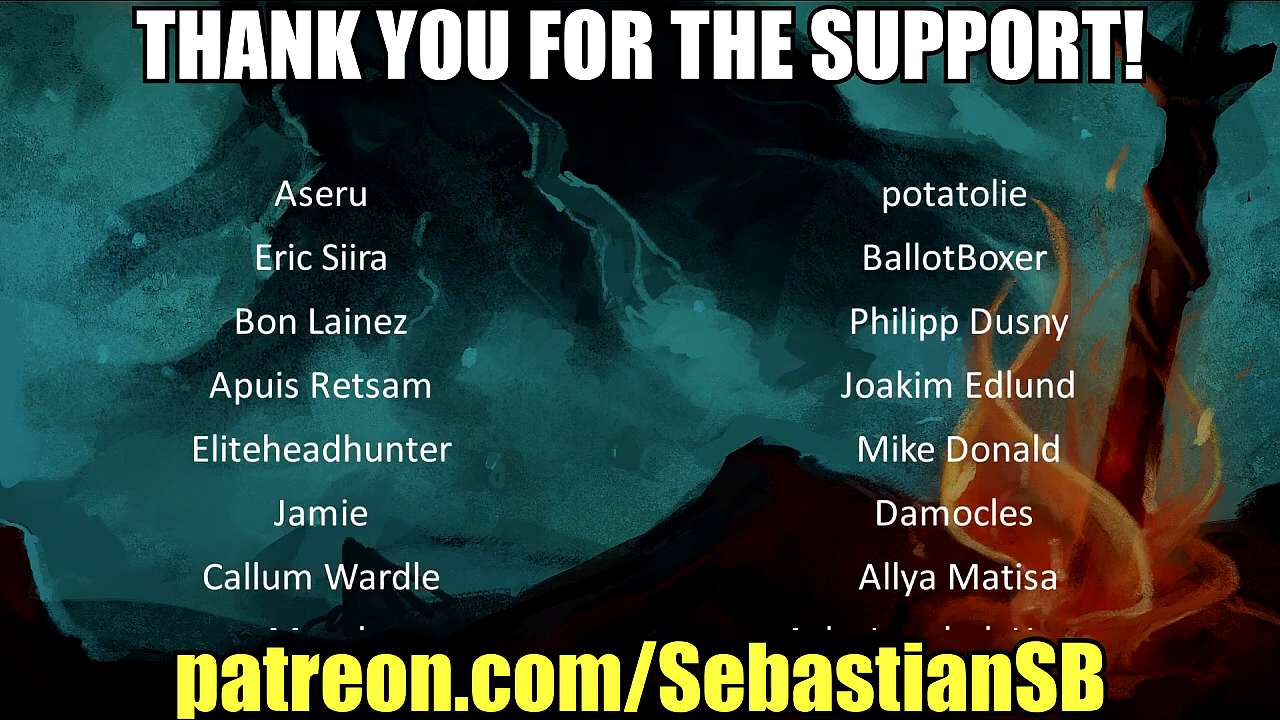 THANK YOU FOR THE SUPPORT!
Aseru
potatolie
Eric Siira
BallotBoxer
Bon Lainez
Philipp Dusny
Apuis Retsam
Joakim Edlund
Eliteheadhunter
Mike Donald
Jamie
Damocles
Callum Wardle
Allya Matisa
patreon.com/SebastianSB